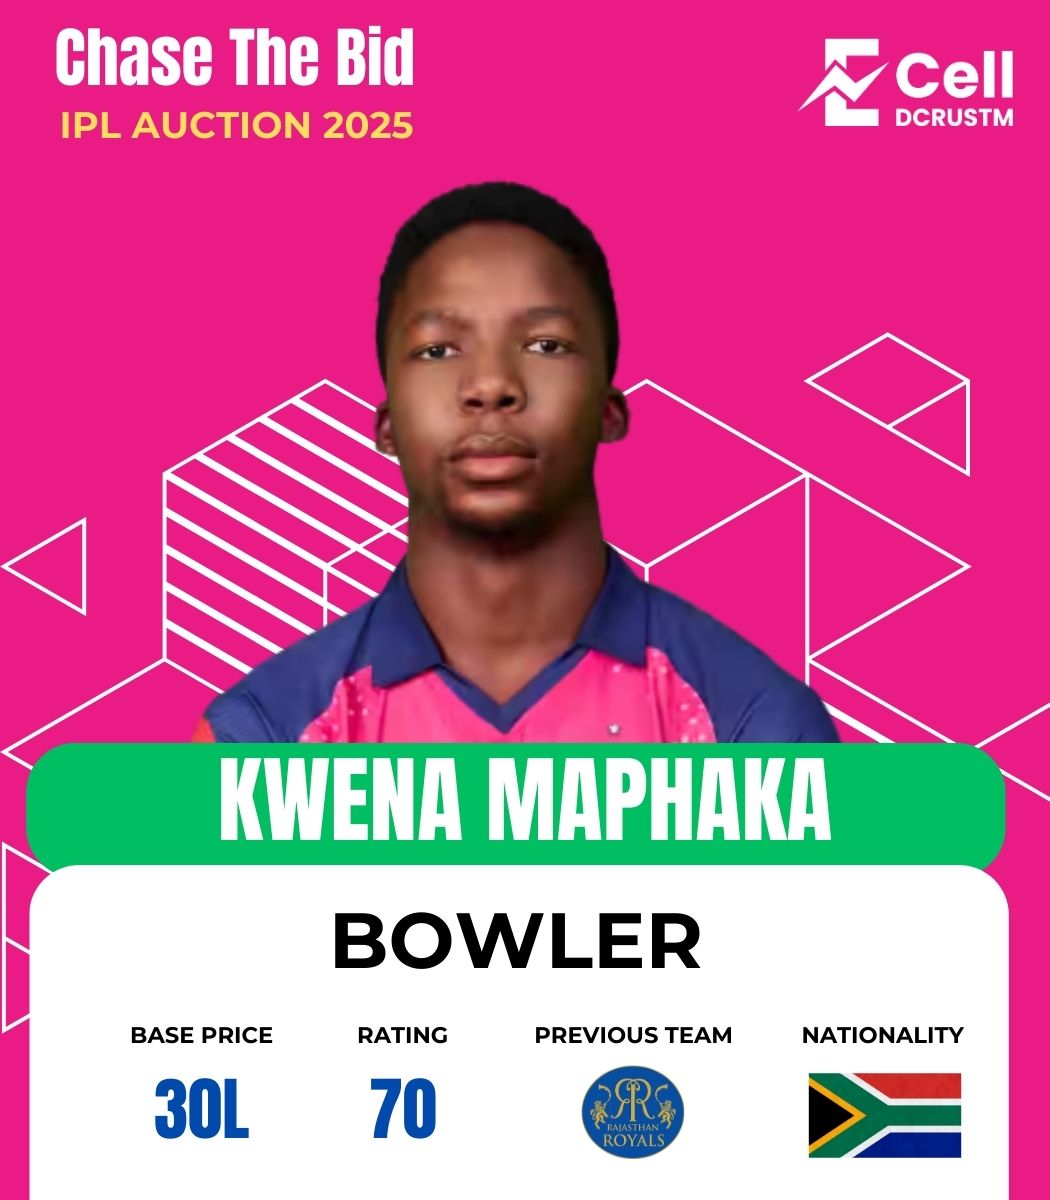 Chase The Bid
IPL AUCTION 2025
E Cell
DCRUSTM
KWENA MAPHAKA
BOWLER
BASE PRICE RATING PREVIOUS TEAM NATIONALITY
30L 70
RR
RAJASTHAN
ROYALS